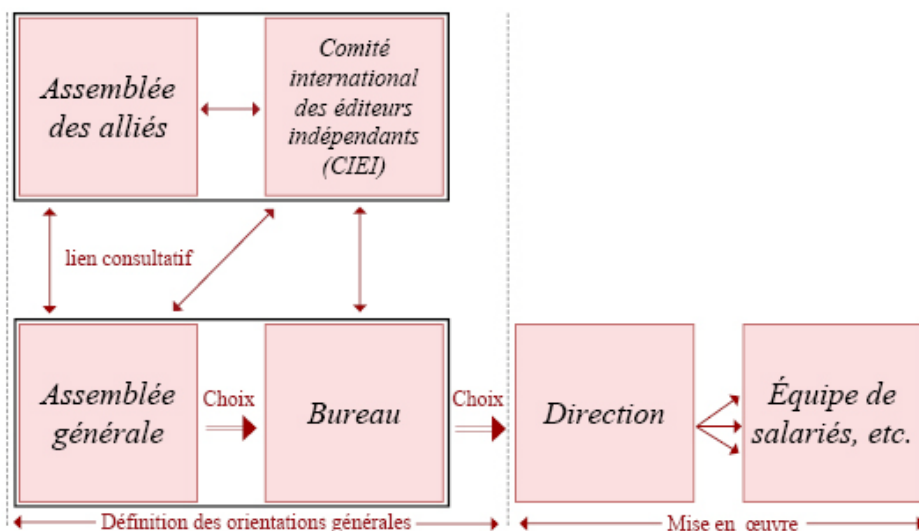 Assemblée
des alliés
Comité
international
des éditeurs
indépendants
(CIEI)
lien consultatif
Assemblée
générale
Choix
Bureau
Choix
Direction
Équipe de
salariés, etc.
Définition des orientations générales
Mise en œuvre